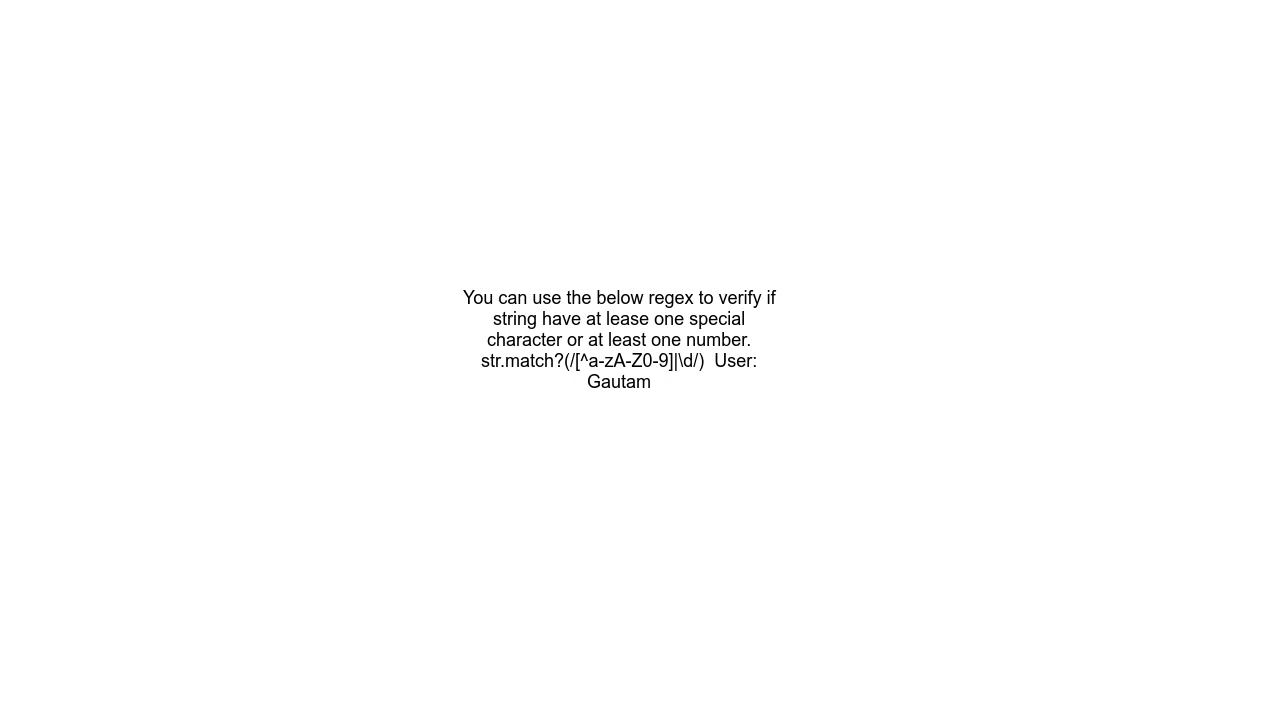 You can use the below regex to verify if
string have at lease one special
character or at least one number.
str.match?(/[^a-zA-Z0-9]|\d/)  User:
Gautam